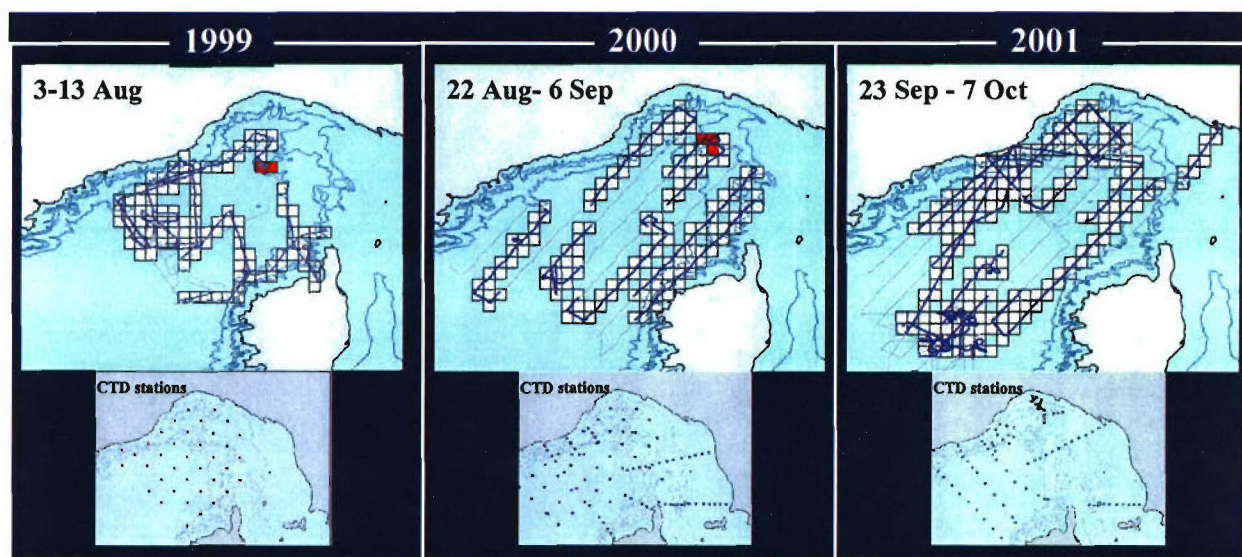 1999
2000
2001
3-13 Aug
22 Aug- 6 Sep
23 Sep - 7 Oct
CTD stations
CTD stations
CTD stations